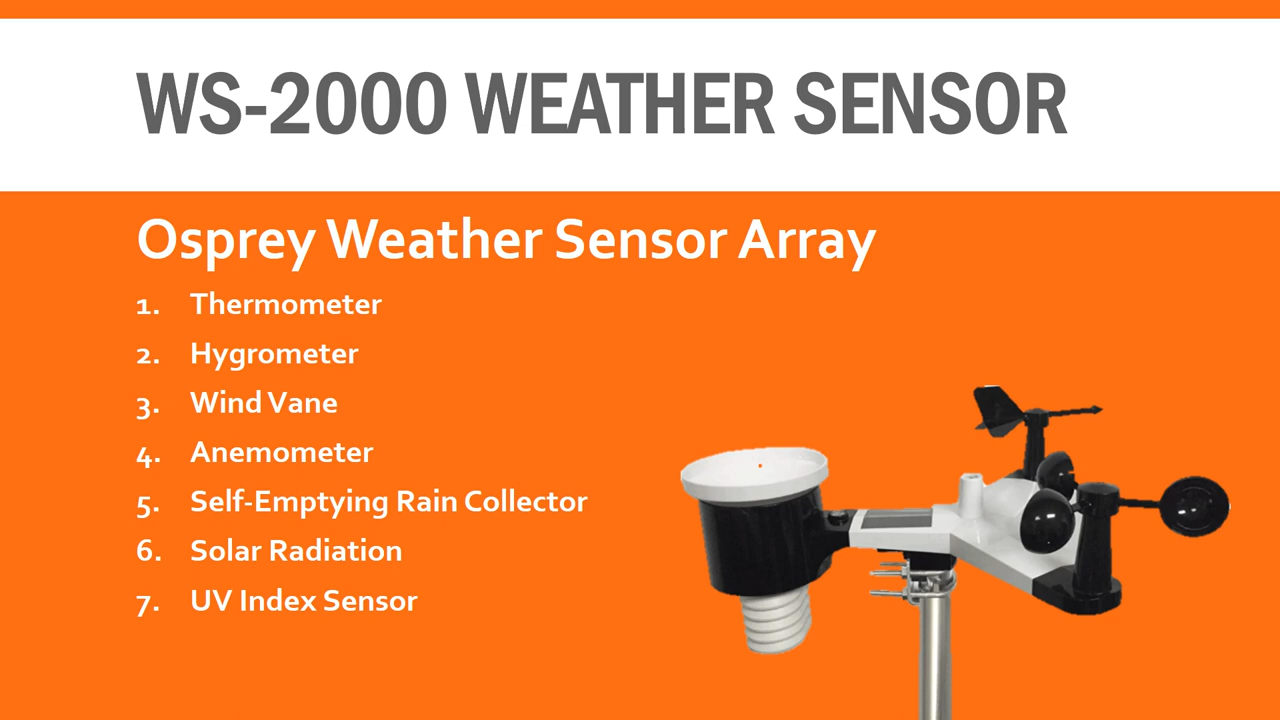 WS-2000 WEATHER SENSOR
Osprey Weather Sensor Array
1. Thermometer
2. Hygrometer
3. Wind Vane
4. Anemometer
5. Self-Emptying Rain Collector
6. Solar Radiation
7. UV Index Sensor